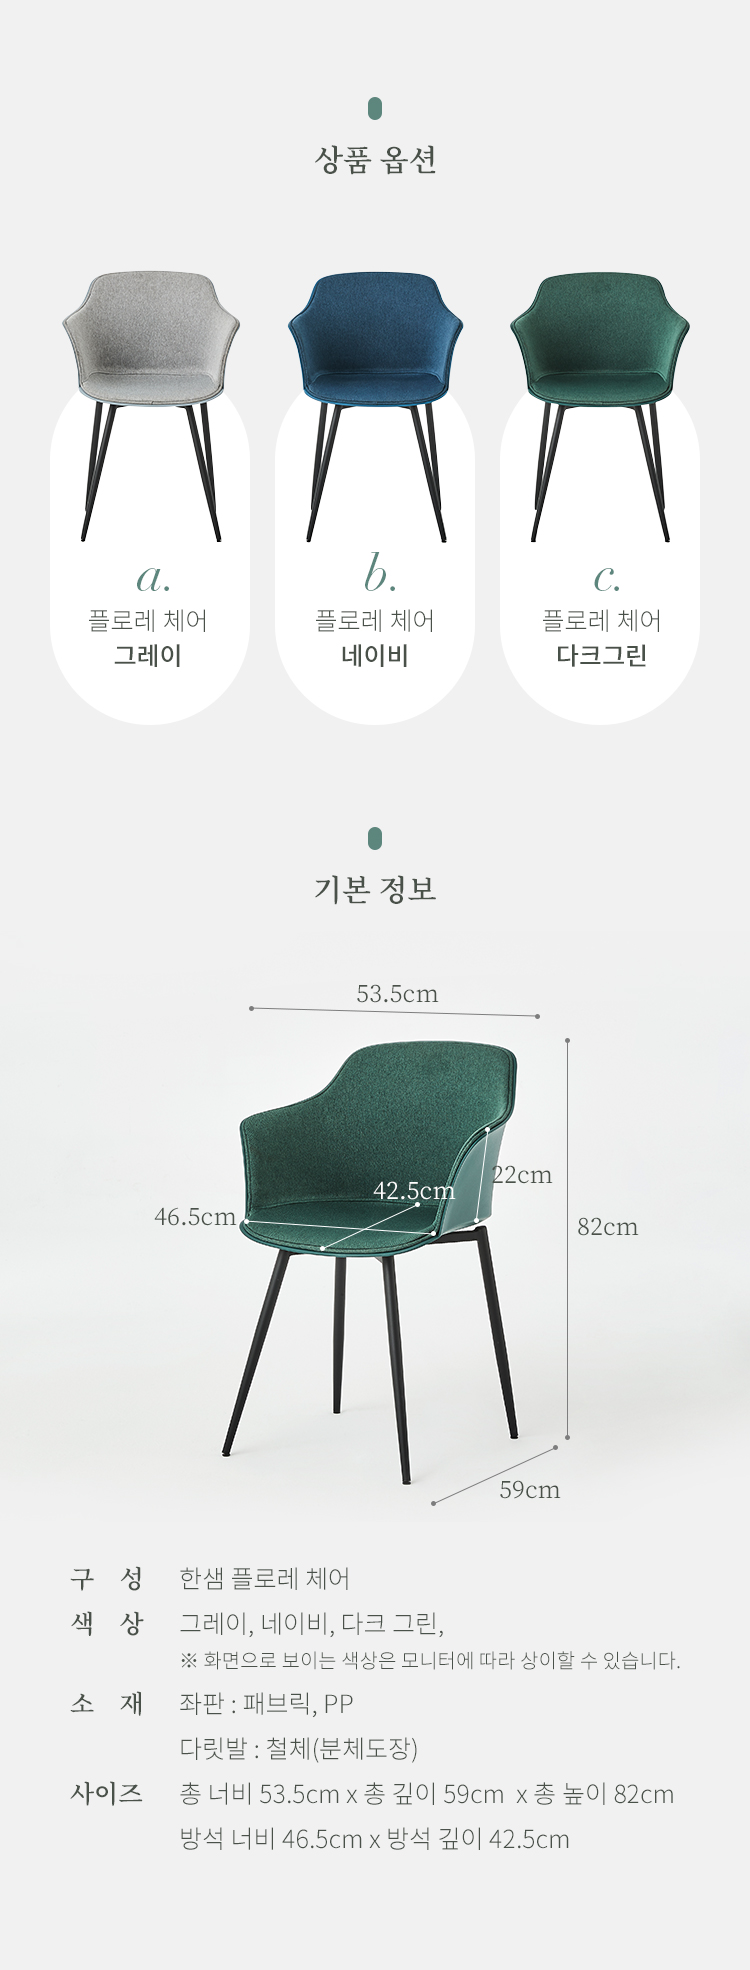 상품 옵션
a.
플로레 체어
그레이
b.
플로레 체어
네이비
c.
플로레 체어
다크그린
기본 정보
53.5cm
22cm
42.5cm
46.5cm
82cm
59cm
구 성 한샘 플로레 체어
색 상 그레이, 네이비, 다크 그린,
※ 화면으로 보이는 색상은 모니터에 따라 상이할 수 있습니다.
소 재 좌판 : 패브릭, PP
다릿발 : 철체(분체도장)
사이즈 총 너비 53.5cm x 총 깊이 59cm x 총 높이 82cm
방석 너비 46.5cm x 방석 깊이 42.5cm